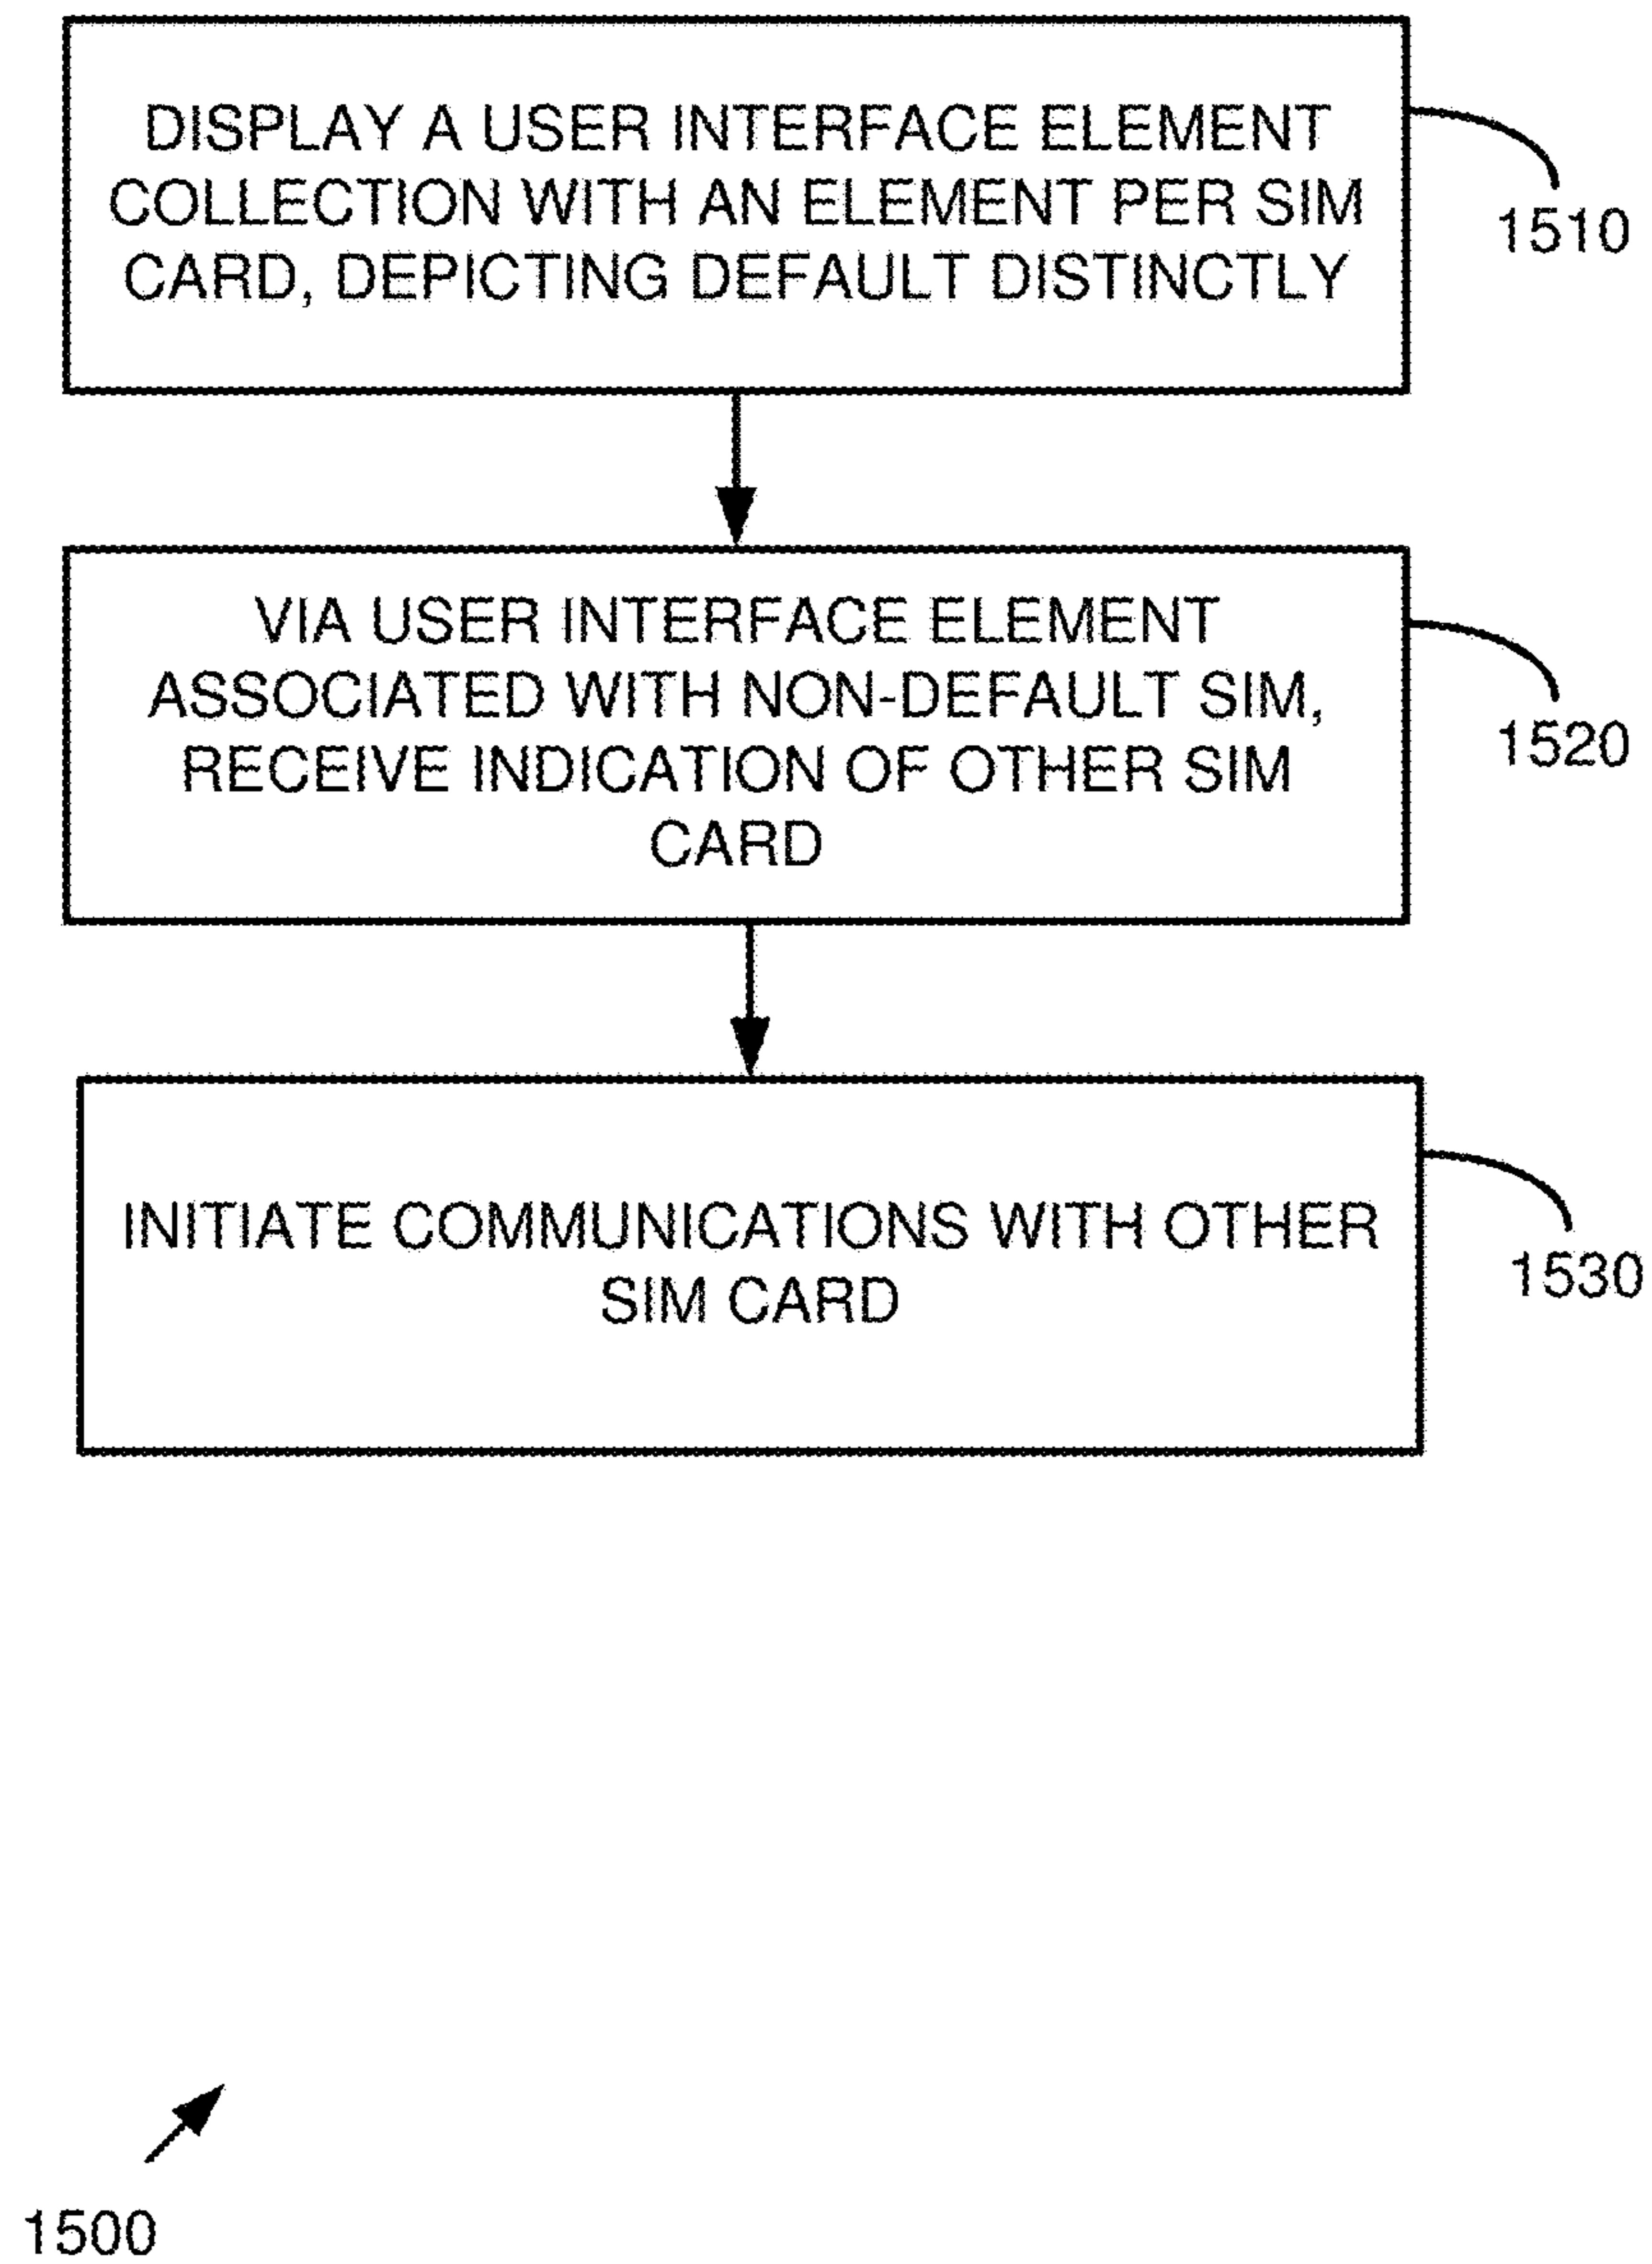 DISPLAY A USER INTERFACE ELEMENT
COLLECTION WITH AN ELEMENT PER SIM
CARD, DEPICTING DEFAULT DISTINCTLY
1510
VIA USER INTERFACE ELEMENT
ASSOCIATED WITH NON-DEFAULT SIM,
RECEIVE INDICATION OF OTHER SIM
CARD
1520
INITIATE COMMUNICATIONS WITH OTHER
SIM CARD
1530
1500